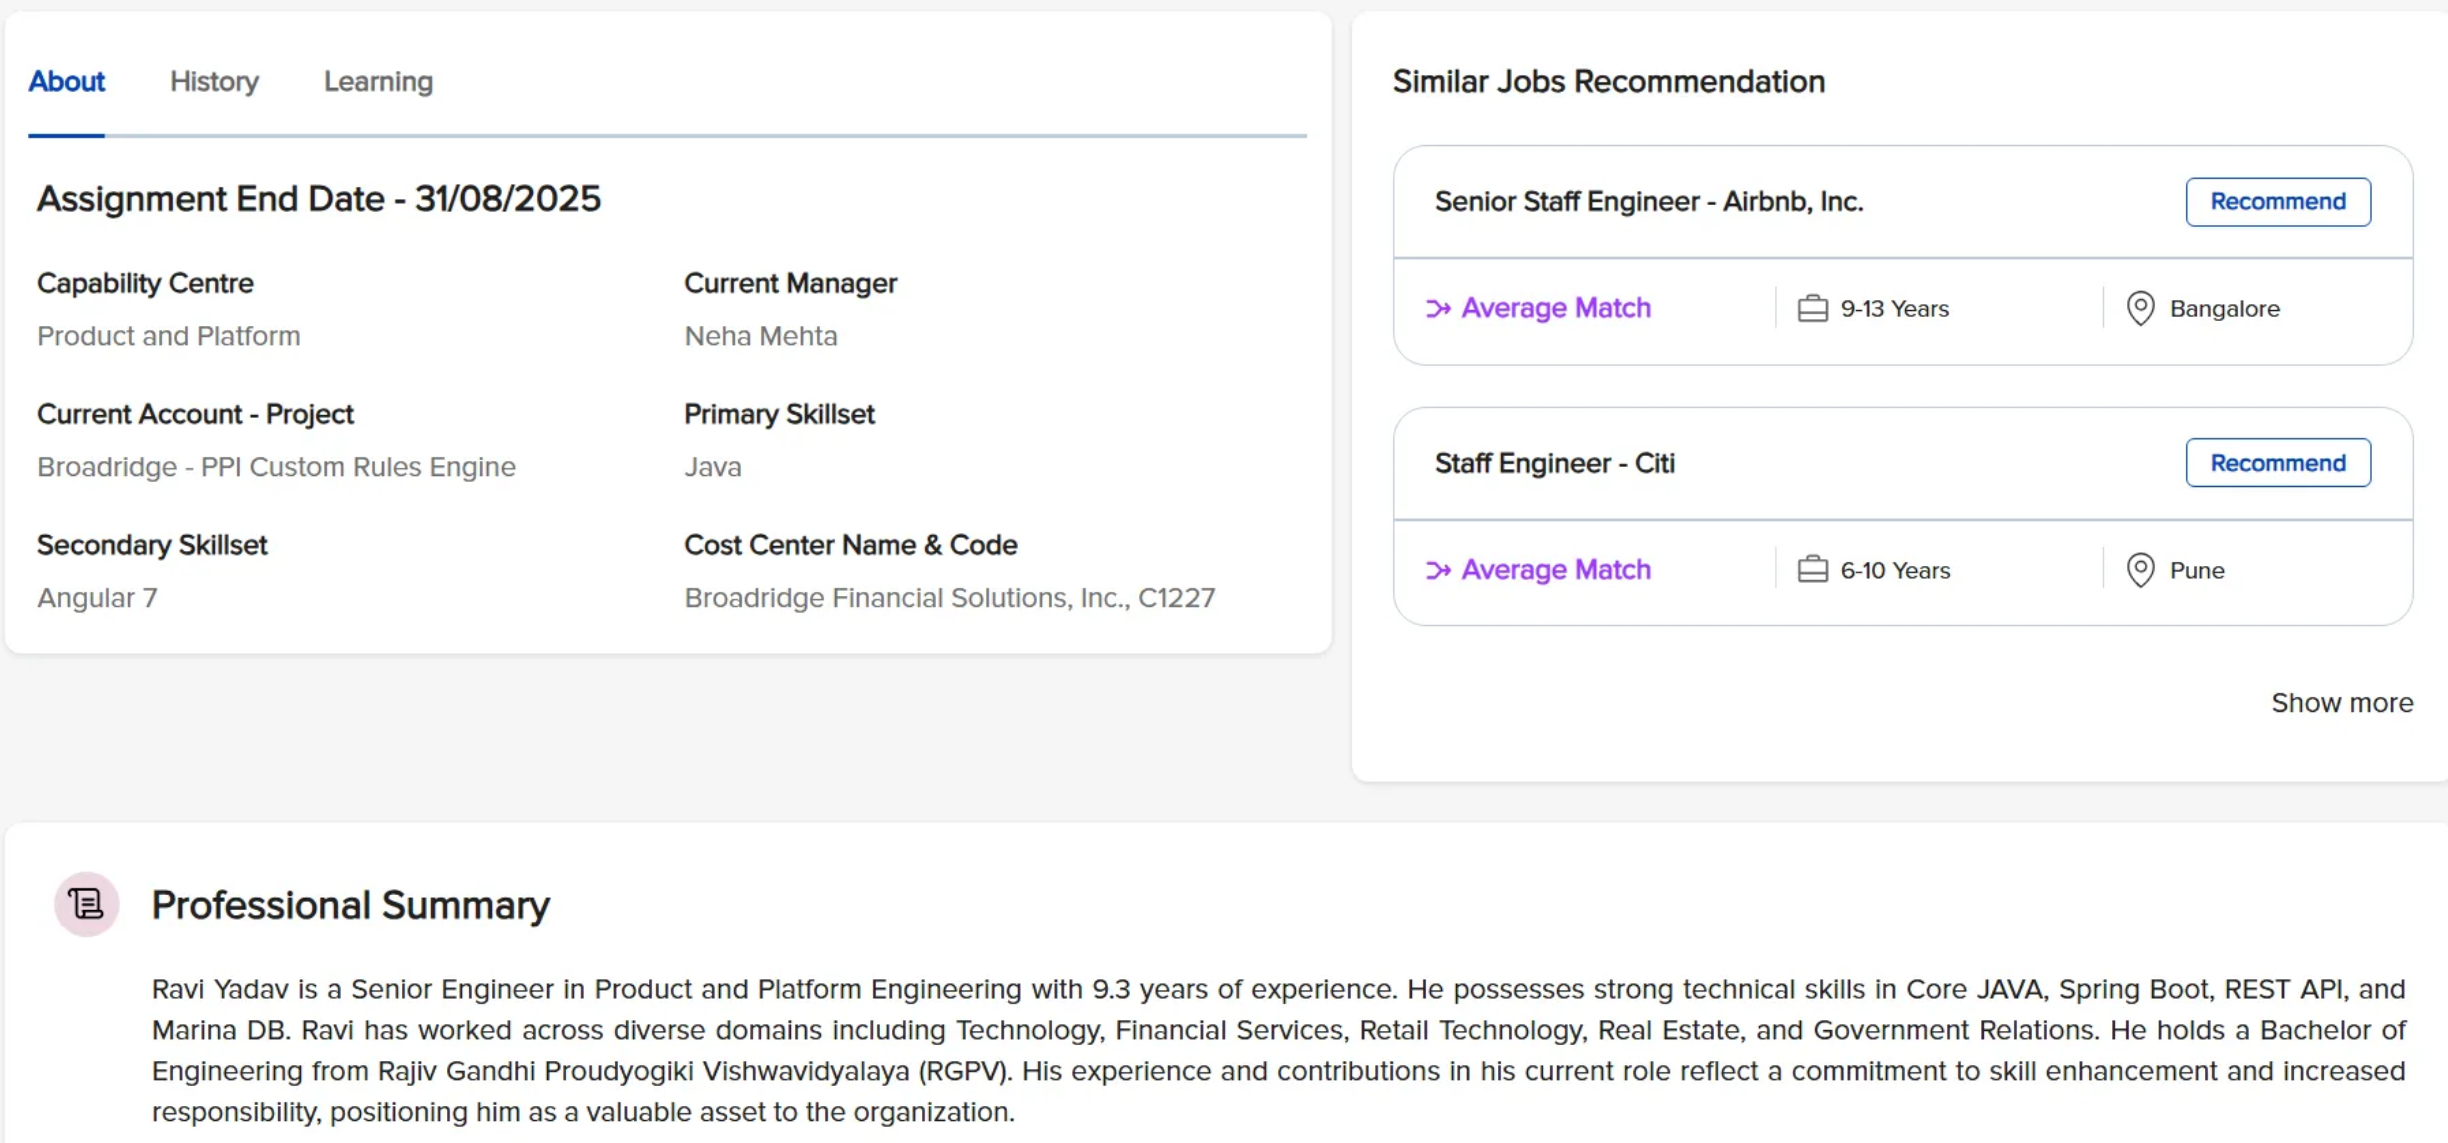 About History Learning
Assignment End Date - 31/08/2025
Capability Centre
Product and Platform
Current Manager
Neha Mehta
Current Account - Project
Broadridge - PPI Custom Rules Engine
Primary Skillset
Java
Secondary Skillset
Angular 7
Cost Center Name & Code
Broadridge Financial Solutions, Inc., C1227
Similar Jobs Recommendation
Senior Staff Engineer - Airbnb, Inc.
Recommend
Average Match
9-13 Years
Bangalore
Staff Engineer - Citi
Recommend
Average Match
6-10 Years
Pune
Show more
Professional Summary
Ravi Yadav is a Senior Engineer in Product and Platform Engineering with 9.3 years of experience. He possesses strong technical skills in Core JAVA, Spring Boot, REST API, and
Marina DB. Ravi has worked across diverse domains including Technology, Financial Services, Retail Technology, Real Estate, and Government Relations. He holds a Bachelor of
Engineering from Rajiv Gandhi Proudyogiki Vishwavidyalaya (RGPV). His experience and contributions in his current role reflect a commitment to skill enhancement and increased
responsibility, positioning him as a valuable asset to the organization.